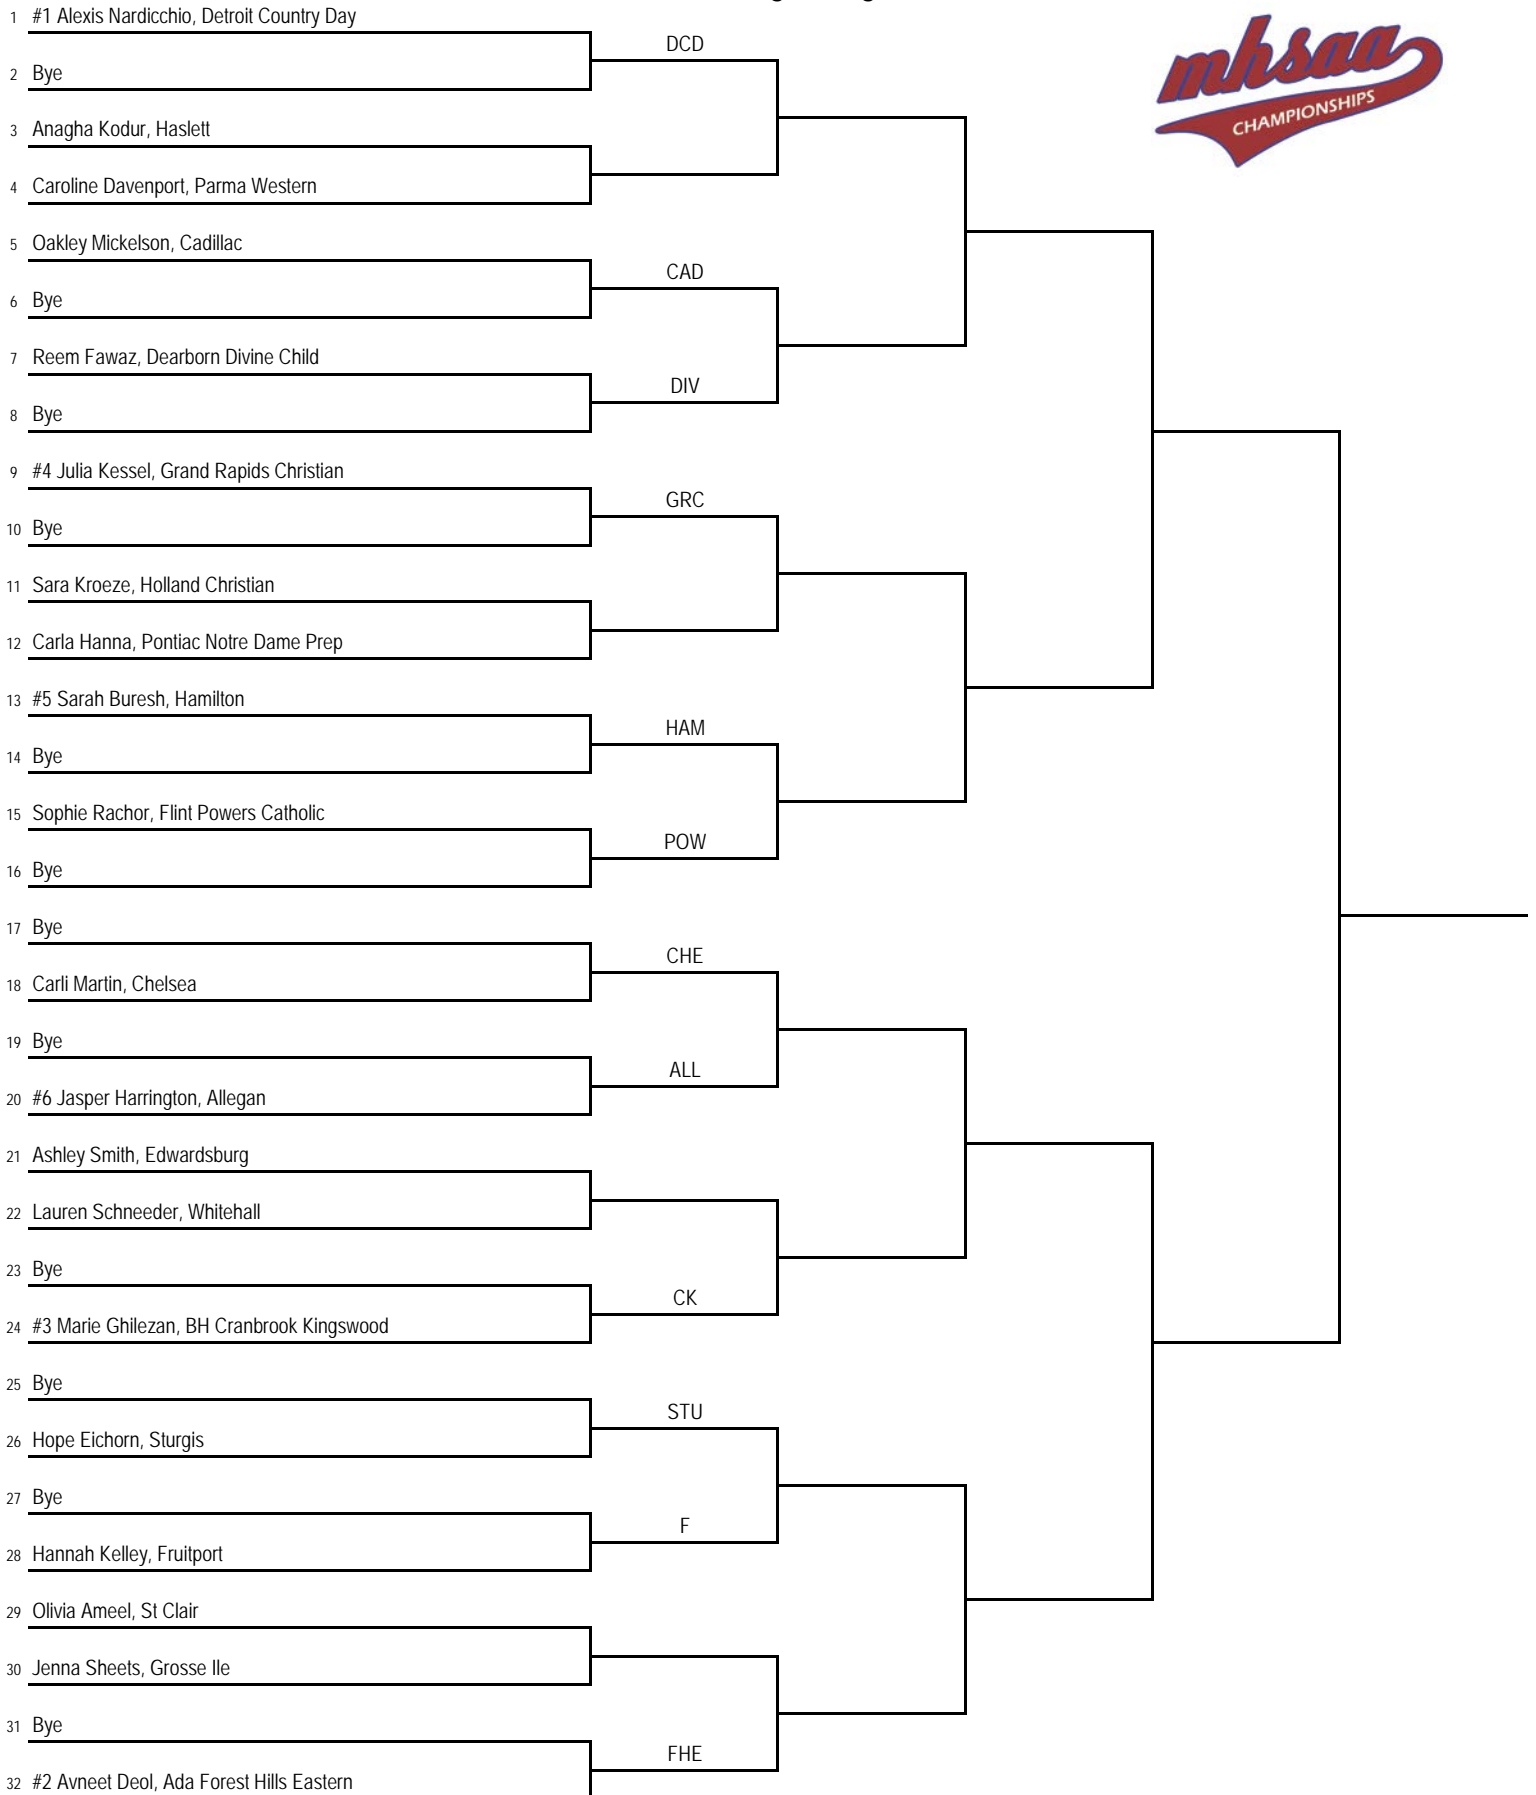 1 #1 Alexis Nardicchio, Detroit Country Day
DCD
2 Bye
3 Anagha Kodur, Haslett
4 Caroline Davenport, Parma Western
5 Oakley Mickelson, Cadillac
CAD
6 Bye
7 Reem Fawaz, Dearborn Divine Child
DIV
8 Bye
9 #4 Julia Kessel, Grand Rapids Christian
GRC
10 Bye
11 Sara Kroeze, Holland Christian
12 Carla Hanna, Pontiac Notre Dame Prep
13 #5 Sarah Buresh, Hamilton
HAM
14 Bye
15 Sophie Rachor, Flint Powers Catholic
POW
16 Bye
17 Bye
CHE
18 Carli Martin, Chelsea
19 Bye
ALL
20 #6 Jasper Harrington, Allegan
21 Ashley Smith, Edwardsburg
22 Lauren Schneeder, Whitehall
23 Bye
CK
24 #3 Marie Ghilezan, BH Cranbrook Kingswood
25 Bye
STU
26 Hope Eichorn, Sturgis
27 Bye
F
28 Hannah Kelley, Fruitport
29 Olivia Ameel, St Clair
30 Jenna Sheets, Grosse Ile
31 Bye
FHE
32 #2 Avneet Deol, Ada Forest Hills Eastern
mhsaa
CHAMPIONSHIPS